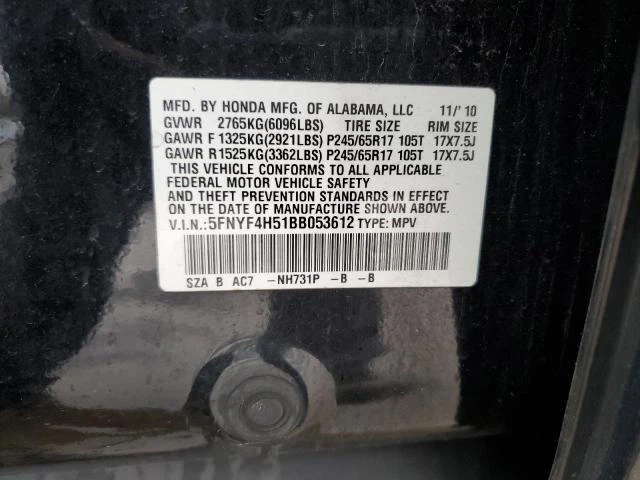 MFD. BY HONDA MFG. OF ALABAMA, LLC 11/'10
GVWR 2765KG(6096LBS) TIRE SIZE RIM SIZE
GAWR F 1325KG(2921LBS) P245/65R17 105T 17X7.5J
GAWR R 1525KG(3362LBS) P245/65R17 105T 17X7.5J
THIS VEHICLE CONFORMS TO ALL APPLICABLE
FEDERAL MOTOR VEHICLE SAFETY
AND THEFT PREVENTION STANDARDS IN EFFECT
ON THE DATE OF MANUFACTURE SHOWN ABOVE.
V.I.N.:5FNYF4H51BB053612 TYPE: MPV
SZA B AC7 -NH731P -B -B